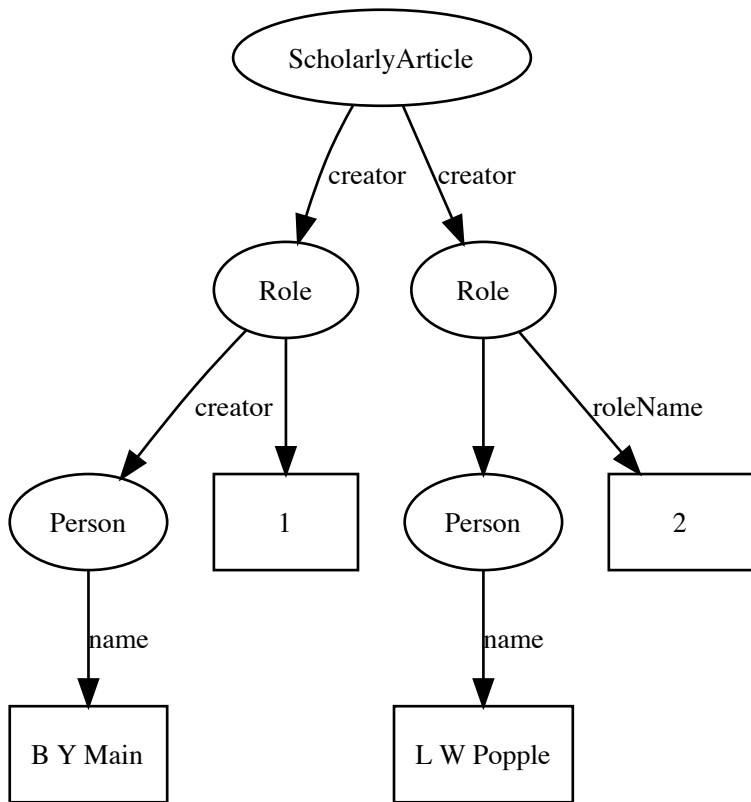 ScholarlyArticle
creator
creator
Role
Role
creator
roleName
Person
1
Person
2
name
name
B Y Main
L W Popple